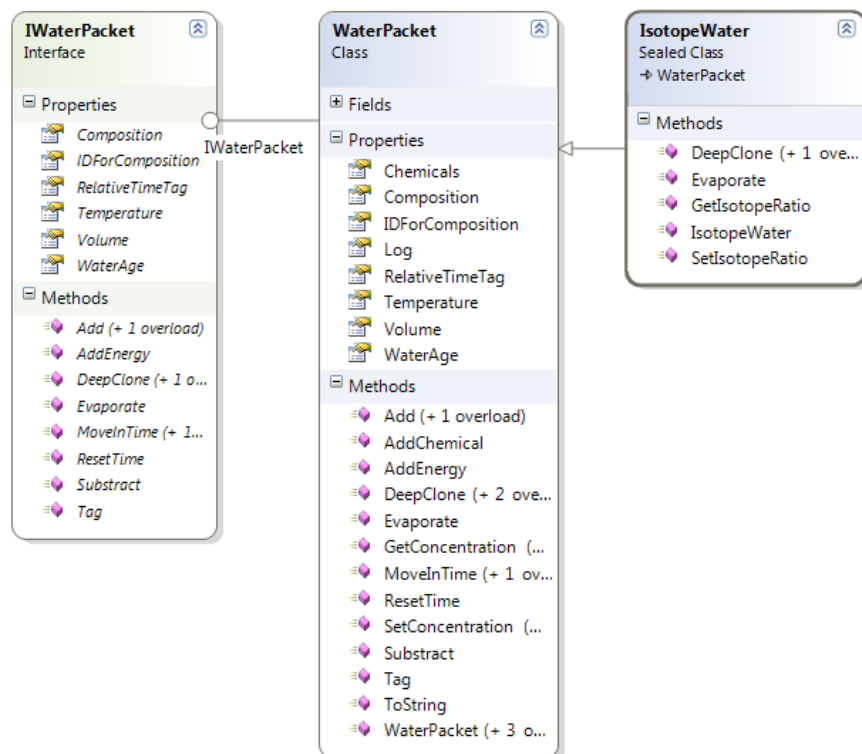 IWaterPacket
Interface
Properties
Composition
IDForComposition
RelativeTimeTag
Temperature
Volume
WaterAge
Methods
Add (+ 1 overload)
AddEnergy
DeepClone (+ 1 o...
Evaporate
MoveInTime (+ 1...
ResetTime
Substract
Tag
IWaterPacket
WaterPacket
Class
Fields
Properties
Chemicals
Composition
IDForComposition
Log
RelativeTimeTag
Temperature
Volume
WaterAge
Methods
Add (+ 1 overload)
AddChemical
AddEnergy
DeepClone (+ 2 ove...
Evaporate
GetConcentration (...
MoveInTime (+ 1 ov...
ResetTime
SetConcentration (...
Substract
Tag
ToString
WaterPacket (+ 3 o...
IsotopeWater
Sealed Class
WaterPacket
Methods
DeepClone (+ 1 ove...
Evaporate
GetIsotopeRatio
IsotopeWater
SetIsotopeRatio